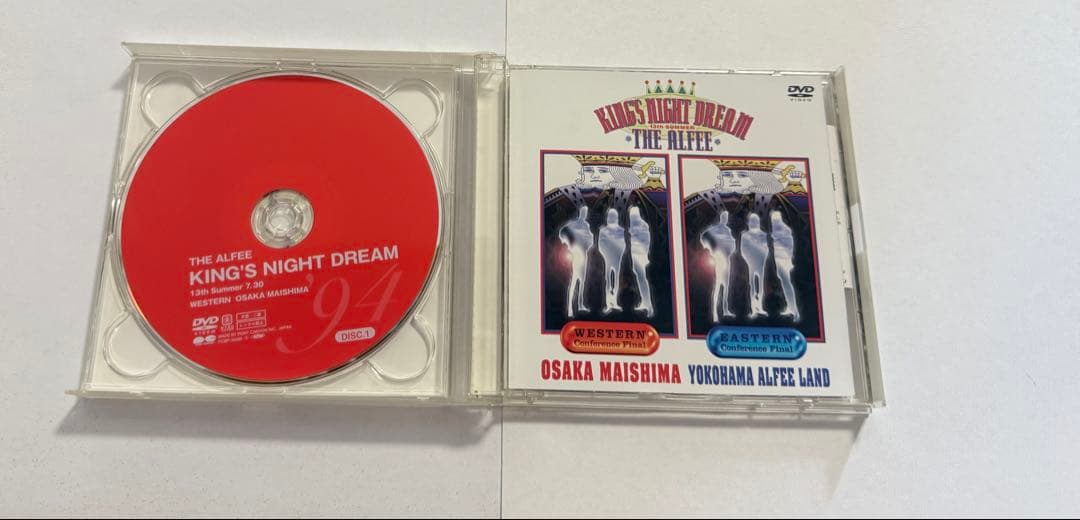 THE ALFEE
KING'S NIGHT DREAM
13th Summer 7.30
WESTERN OSAKA MAISHIMA
'94
DVD
VIDEO
DISC.1
KING'S NIGHT DREAM
13th SUMMER
THE ALFEE
DVD
VIDEO
WESTERN
Conference Final
EASTERN
Conference Final
OSAKA MAISHIMA
YOKOHAMA ALFEE LAND